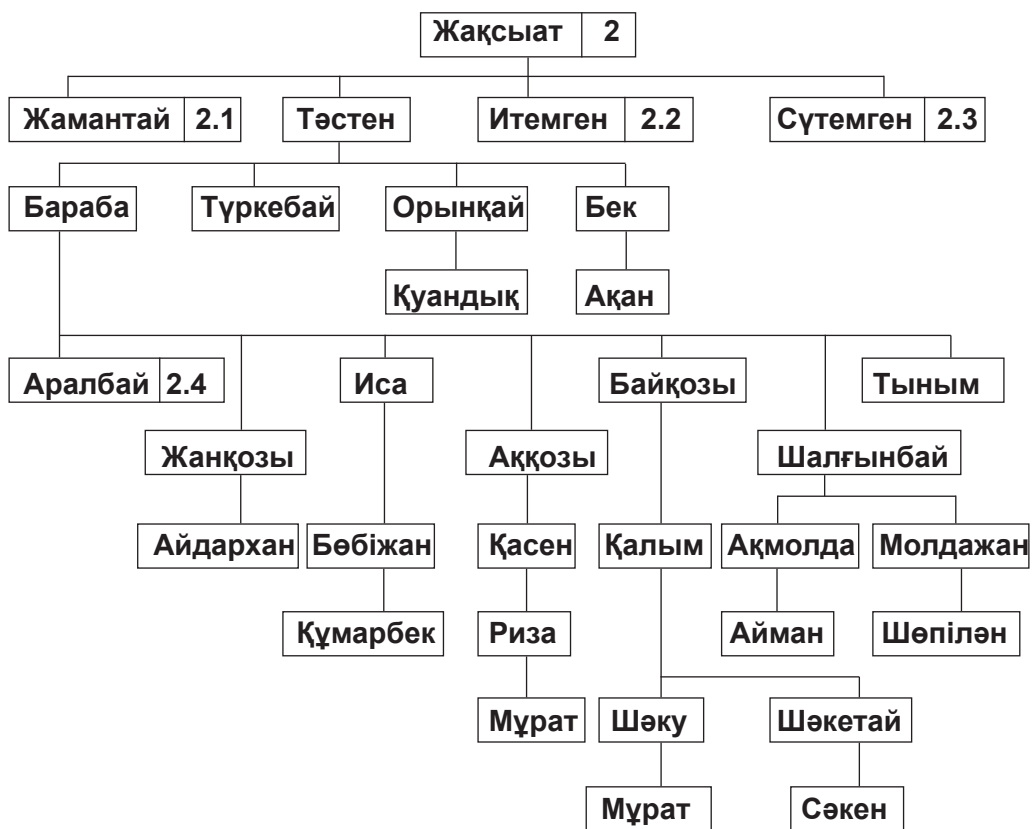 Жақсыат 2
Жамантай 2.1 Тәстен Итемген 2.2 Сүтемген 2.3
Бараба Түркебай Орынқай Бек
Қуандық Ақан
Аралбай 2.4 Иса Байқозы Тыным
Жанқозы Аққозы Шалғынбай
Айдархан Бөбіжан Қасен Қалым Ақмолда Молдажан
Құмарбек Риза Айман Шөпілән
Мұрат Шәку Шәкетай
Мұрат Сәкен